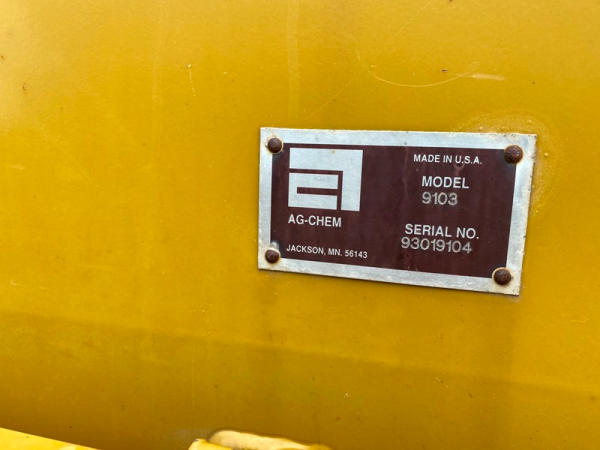 MADE IN U.S.A.
MODEL
9103
AG-CHEM
SERIAL NO.
93019104
JACKSON, MN. 56143